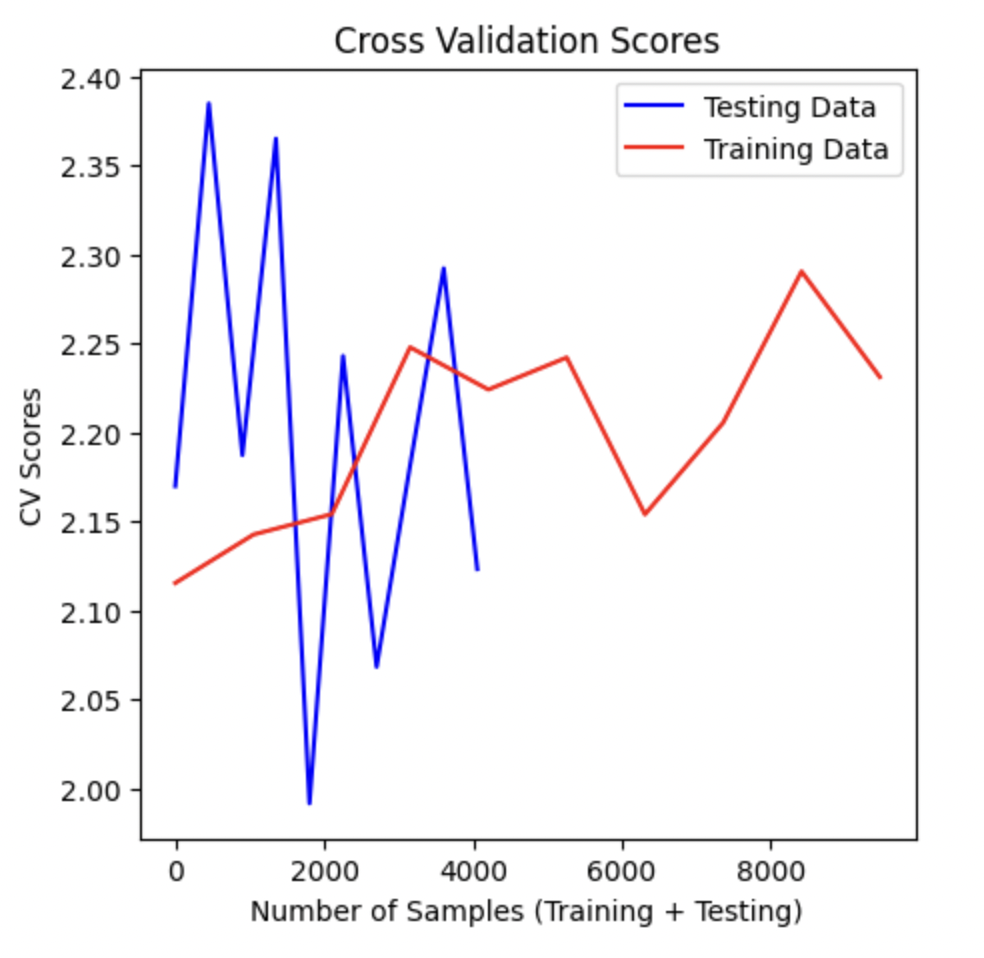 Cross Validation Scores
2.40
2.35
2.30
2.25
2.20
2.15
2.10
2.05
2.00
CV Scores
Testing Data
Training Data
0 2000 4000 6000 8000
Number of Samples (Training + Testing)